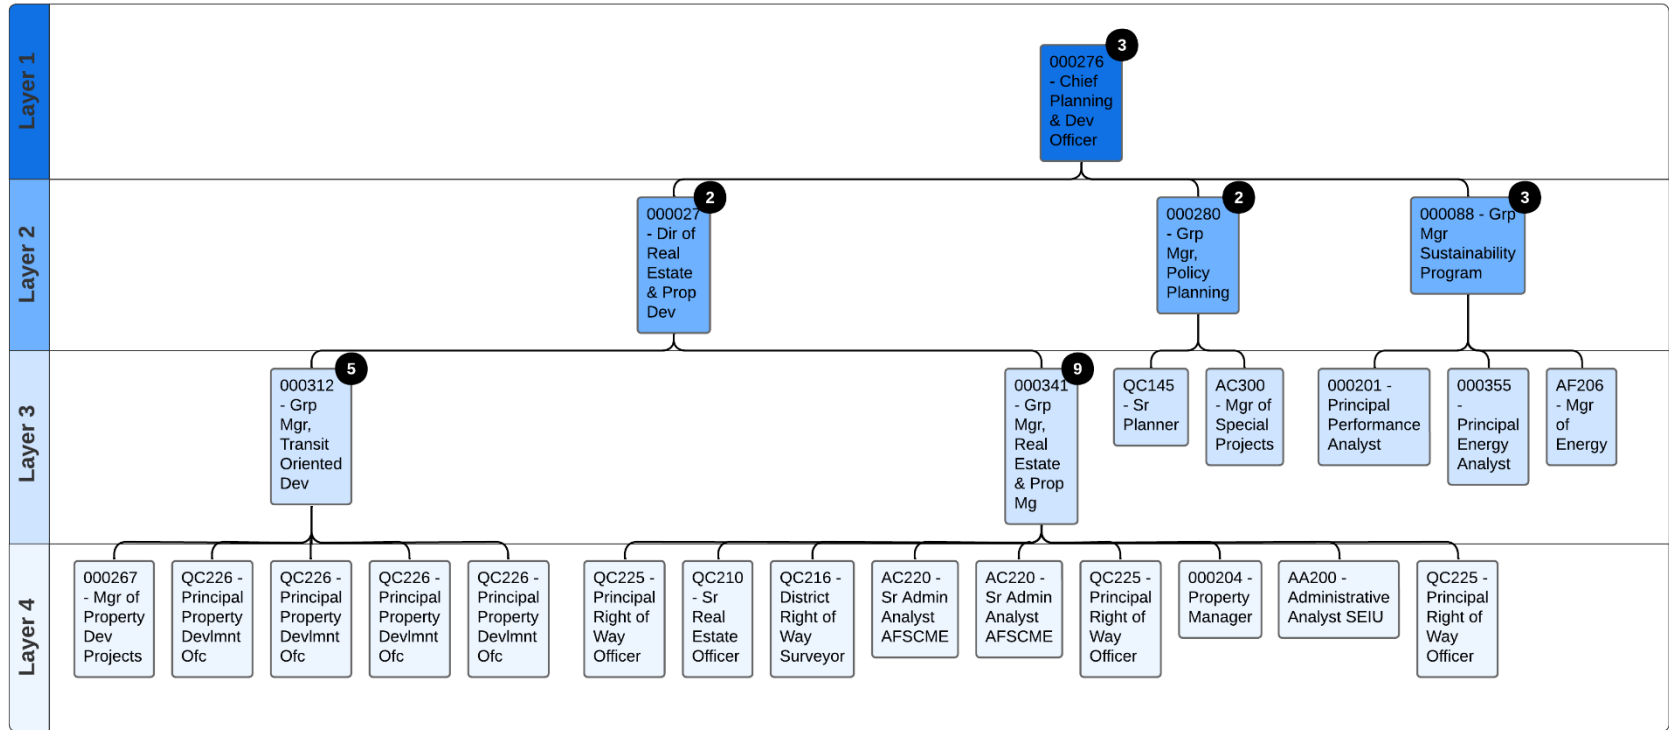 Layer 1
3
000276
- Chief
Planning
& Dev
Officer
Layer 2
2
000027
- Dir of
Real
Estate
& Prop
Dev
2
000280
- Grp
Mgr,
Policy
Planning
3
000088 - Grp
Mgr
Sustainability
Program
Layer 3
5
000312
- Grp
Mgr,
Transit
Oriented
Dev
9
000341
- Grp
Mgr,
Real
Estate
& Prop
Mg
QC145
- Sr
Planner
AC300
- Mgr of
Special
Projects
000201 -
Principal
Performance
Analyst
000355
-
Principal
Energy
Analyst
AF206
- Mgr
of
Energy
Layer 4
000267
- Mgr of
Property
Dev
Projects
QC226 -
Principal
Property
Devlmnt
Ofc
QC226 -
Principal
Property
Devlmnt
Ofc
QC226 -
Principal
Property
Devlmnt
Ofc
QC226 -
Principal
Property
Devlmnt
Ofc
QC225 -
Principal
Right of
Way
Officer
QC210
- Sr
Real
Estate
Officer
QC216 -
District
Right of
Way
Surveyor
AC220 -
Sr Admin
Analyst
AFSCME
AC220 -
Sr Admin
Analyst
AFSCME
QC225 -
Principal
Right of
Way
Officer
000204 -
Property
Manager
AA200 -
Administrative
Analyst SEIU
QC225 -
Principal
Right of
Way
Officer